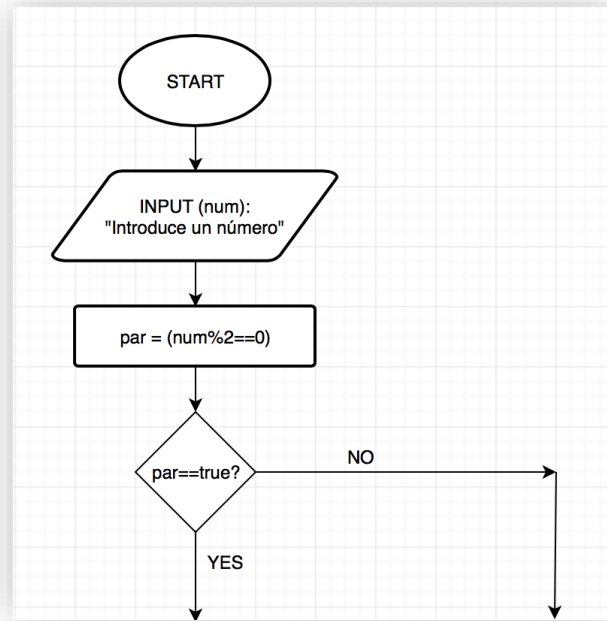 START
INPUT (num):
"Introduce un número"
par = (num%2==0)
par==true?
NO
YES